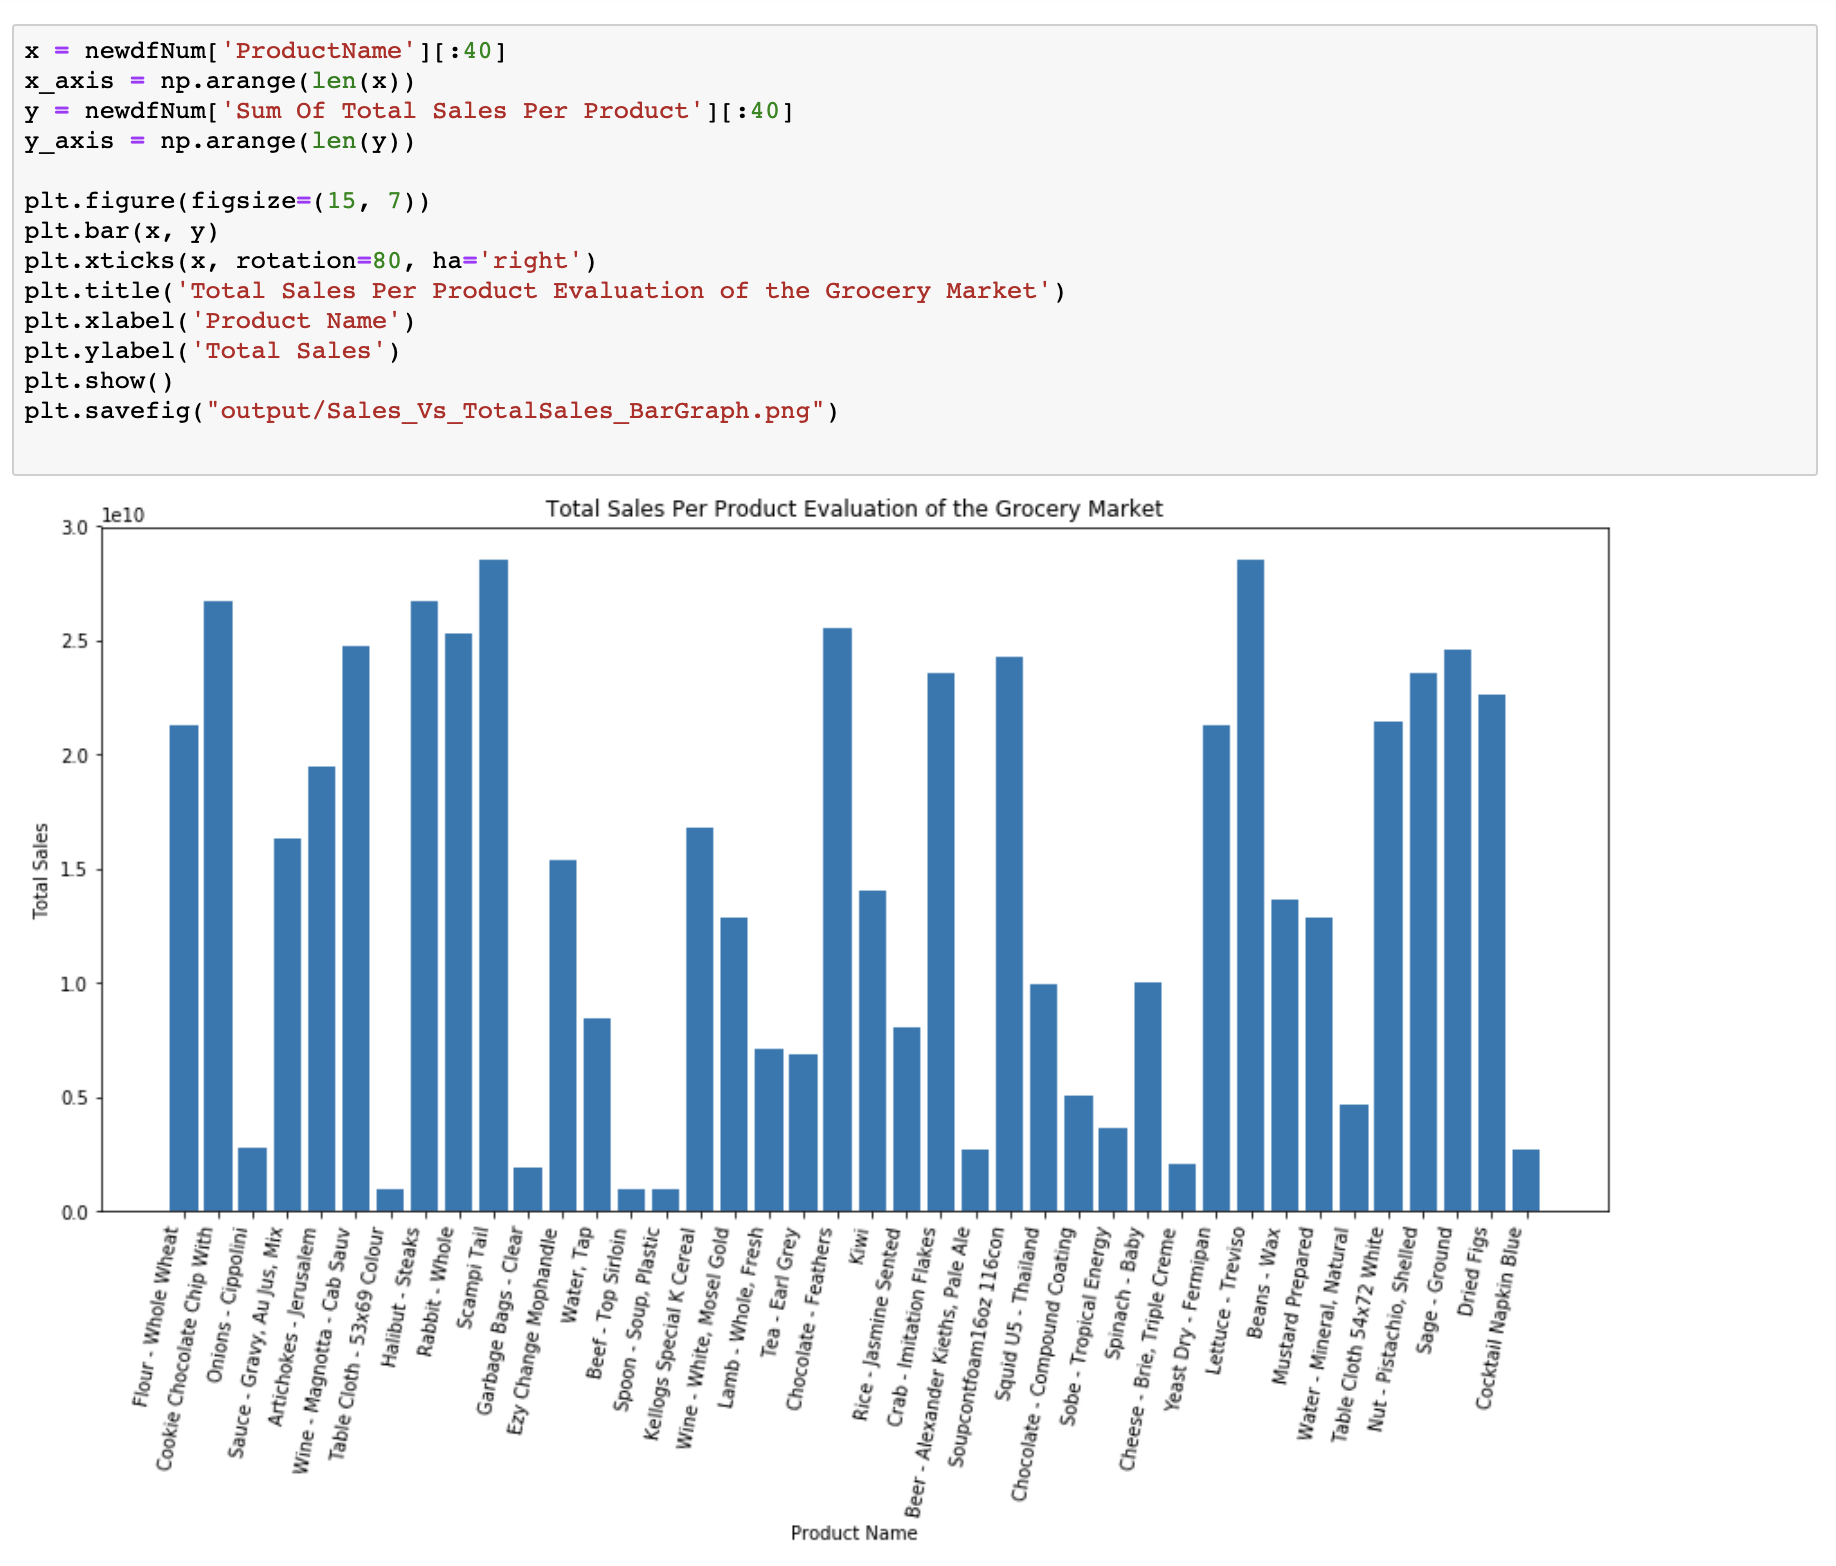 x = newdfNum['ProductName'][:40]
x_axis = np.arange(len(x))
y = newdfNum['Sum Of Total Sales Per Product'][:40]
y_axis = np.arange(len(y))
plt.figure(figsize=(15, 7))
plt.bar(x, y)
plt.xticks(x, rotation=80, ha='right')
plt.title('Total Sales Per Product Evaluation of the Grocery Market')
plt.xlabel('Product Name')
plt.ylabel('Total Sales')
plt.show()
plt.savefig("output/Sales_Vs_TotalSales_BarGraph.png")
Total Sales Per Product Evaluation of the Grocery Market
1e10
3.0
2.5
2.0
1.5
1.0
0.5
0.0
Total Sales
Flour - Whole Wheat
Cookie Chocolate Chip With
Onions - Cippolini
Sauce - Gravy, Au Jus, Mix
Artichokes - Jerusalem
Wine - Magnotta - Cab Sauv
Table Cloth - 53x69 Colour
Halibut - Steaks
Rabbit - Whole
Scampi Tail
Garbage Bags - Clear
Ezy Change Mophandle
Water, Tap
Beef - Top Sirloin
Spoon - Soup, Plastic
Kellogs Special K Cereal
Wine - White, Mosel Gold
Lamb - Whole, Fresh
Tea - Earl Grey
Chocolate - Feathers
Kiwi
Rice - Jasmine Sented
Crab - Imitation Flakes
Beer - Alexander Kieths, Pale Ale
Soupcontfoam16oz 116con
Squid U5 - Thailand
Chocolate - Compound Coating
Sobe - Tropical Energy
Spinach - Baby
Cheese - Brie, Triple Creme
Yeast Dry - Fermipan
Lettuce - Treviso
Beans - Wax
Mustard Prepared
Water - Mineral, Natural
Table Cloth 54x72 White
Nut - Pistachio, Shelled
Sage - Ground
Dried Figs
Cocktail Napkin Blue
Product Name